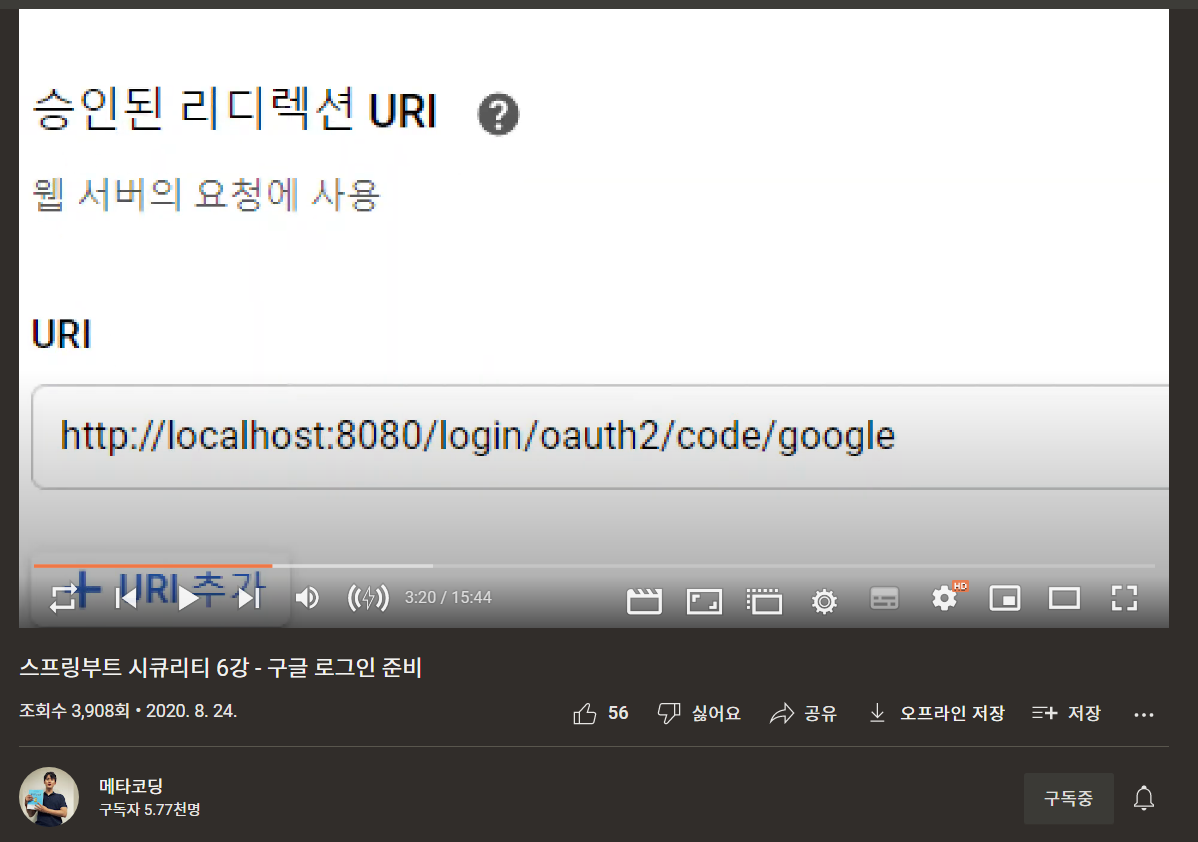 승인된 리디렉션 URI ?
웹 서버의 요청에 사용
URI
http://localhost:8080/login/oauth2/code/google
+ URI 추가
3:20 / 15:44
HD
스프링부트 시큐리티 6강 - 구글 로그인 준비
조회수 3,908회 • 2020. 8. 24.
56 싫어요 공유 오프라인 저장 저장 ...
메타코딩
구독자 5.77천명
구독중